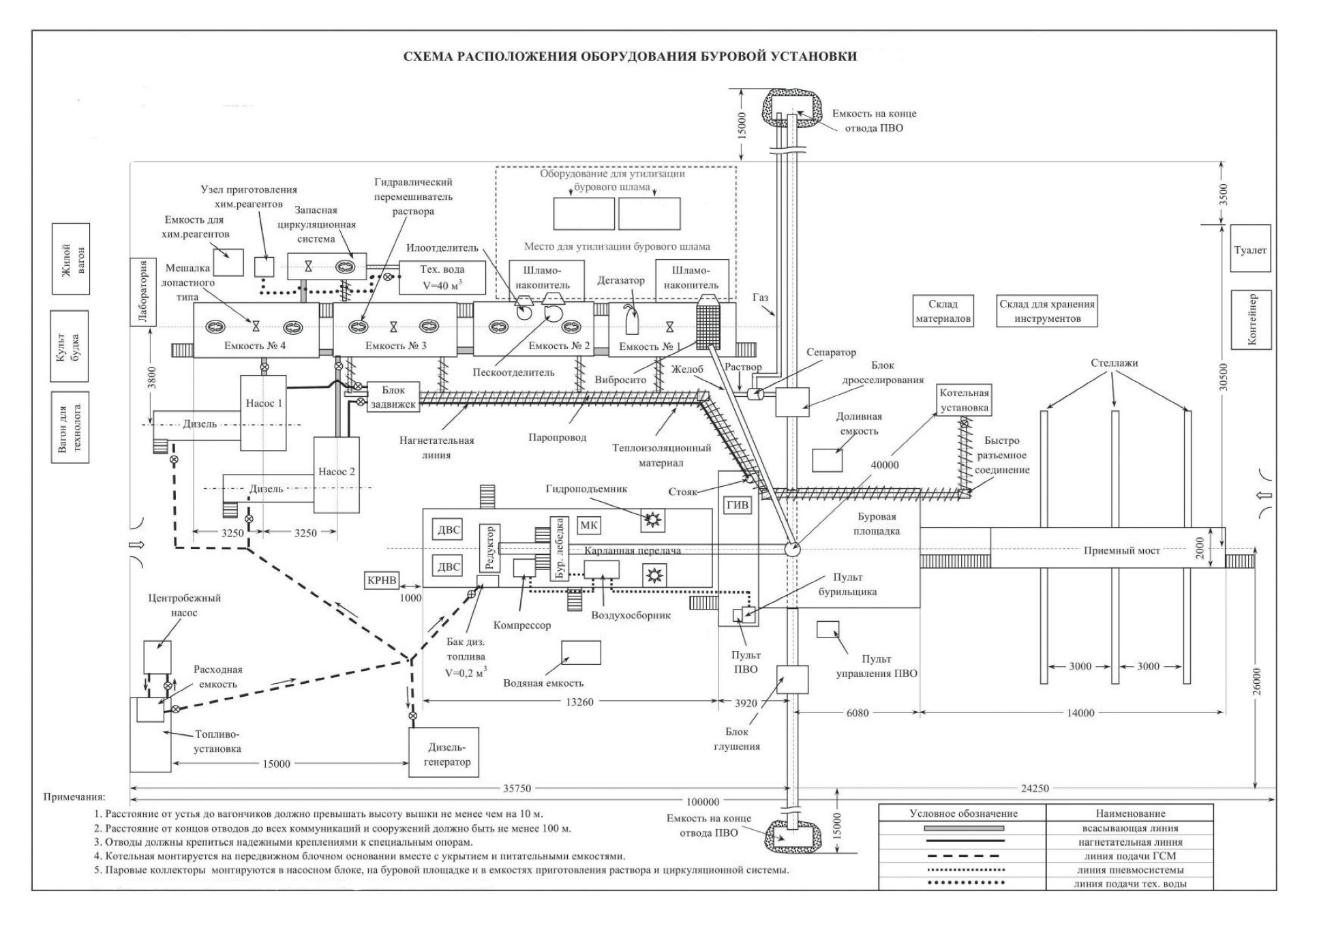 СХЕМА РАСПОЛОЖЕНИЯ ОБОРУДОВАНИЯ БУРОВОЙ УСТАНОВКИ
Емкость на конце
отвода ПВО
15000
Оборудование для утилизации
бурового шлама
Место для утилизации бурового шлама
Узел приготовления
хим.реагентов
Емкость для
хим.реагентов
Запасная
циркуляционная
система
Гидравлический
перемешиватель
раствора
Илоотделитель
Мешалка
лопастного
типа
Тех. вода
V=40 м³
Шламо-
накопитель
Дегазатор
Шламо-
накопитель
Газ
3500
Жилой
вагон
Лаборатория
Культ
будка
Вагон для
технолога
Туалет
Контейнер
Склад
материалов
Склад для хранения
инструментов
Емкость № 4
Емкость № 3
Емкость № 2
Емкость № 1
Пескоотделитель
Вибросито
Желоб
Раствор
Сепаратор
Блок
дросселирования
Стеллажи
30500
3800
Насос 1
Дизель
Блок
задвижек
Нагнетательная
линия
Паропровод
Теплоизоляционный
материал
Доливная
емкость
Котельная
установка
40000
Быстро
разъемное
соединение
Насос 2
Дизель
Гидроподъемник
Стояк
ГИВ
Буровая
площадка
3250
3250
ДВС
ДВС
Редуктор
Бур. лебедка
МК
Карданная передача
Приемный мост
2000
КРНВ
1000
Компрессор
Воздухосборник
Пульт
бурильщика
Центробежный
насос
Бак диз.
топлива
V=0,2 м³
Водяная емкость
Пульт
ПВО
Пульт
управления ПВО
3000
3000
26000
Расходная
емкость
13260
3920
6080
14000
Топливо-
установка
15000
Дизель-
генератор
Блок
глушения
35750
24250
100000
Емкость на конце
отвода ПВО
15000
Примечания:
1. Расстояние от устья до вагончиков должно превышать высоту вышки не менее чем на 10 м.
2. Расстояние от концов отводов до всех коммуникаций и сооружений должно быть не менее 100 м.
3. Отводы должны крепиться надежными креплениями к специальным опорам.
4. Котельная монтируется на передвижном блочном основании вместе с укрытием и питательными емкостями.
5. Паровые коллекторы монтируются в насосном блоке, на буровой площадке и в емкостях приготовления раствора и циркуляционной системы.
Условное обозначение Наименование
всасывающая линия
нагнетательная линия
линия подачи ГСМ
линия пневмосистемы
линия подачи тех. воды